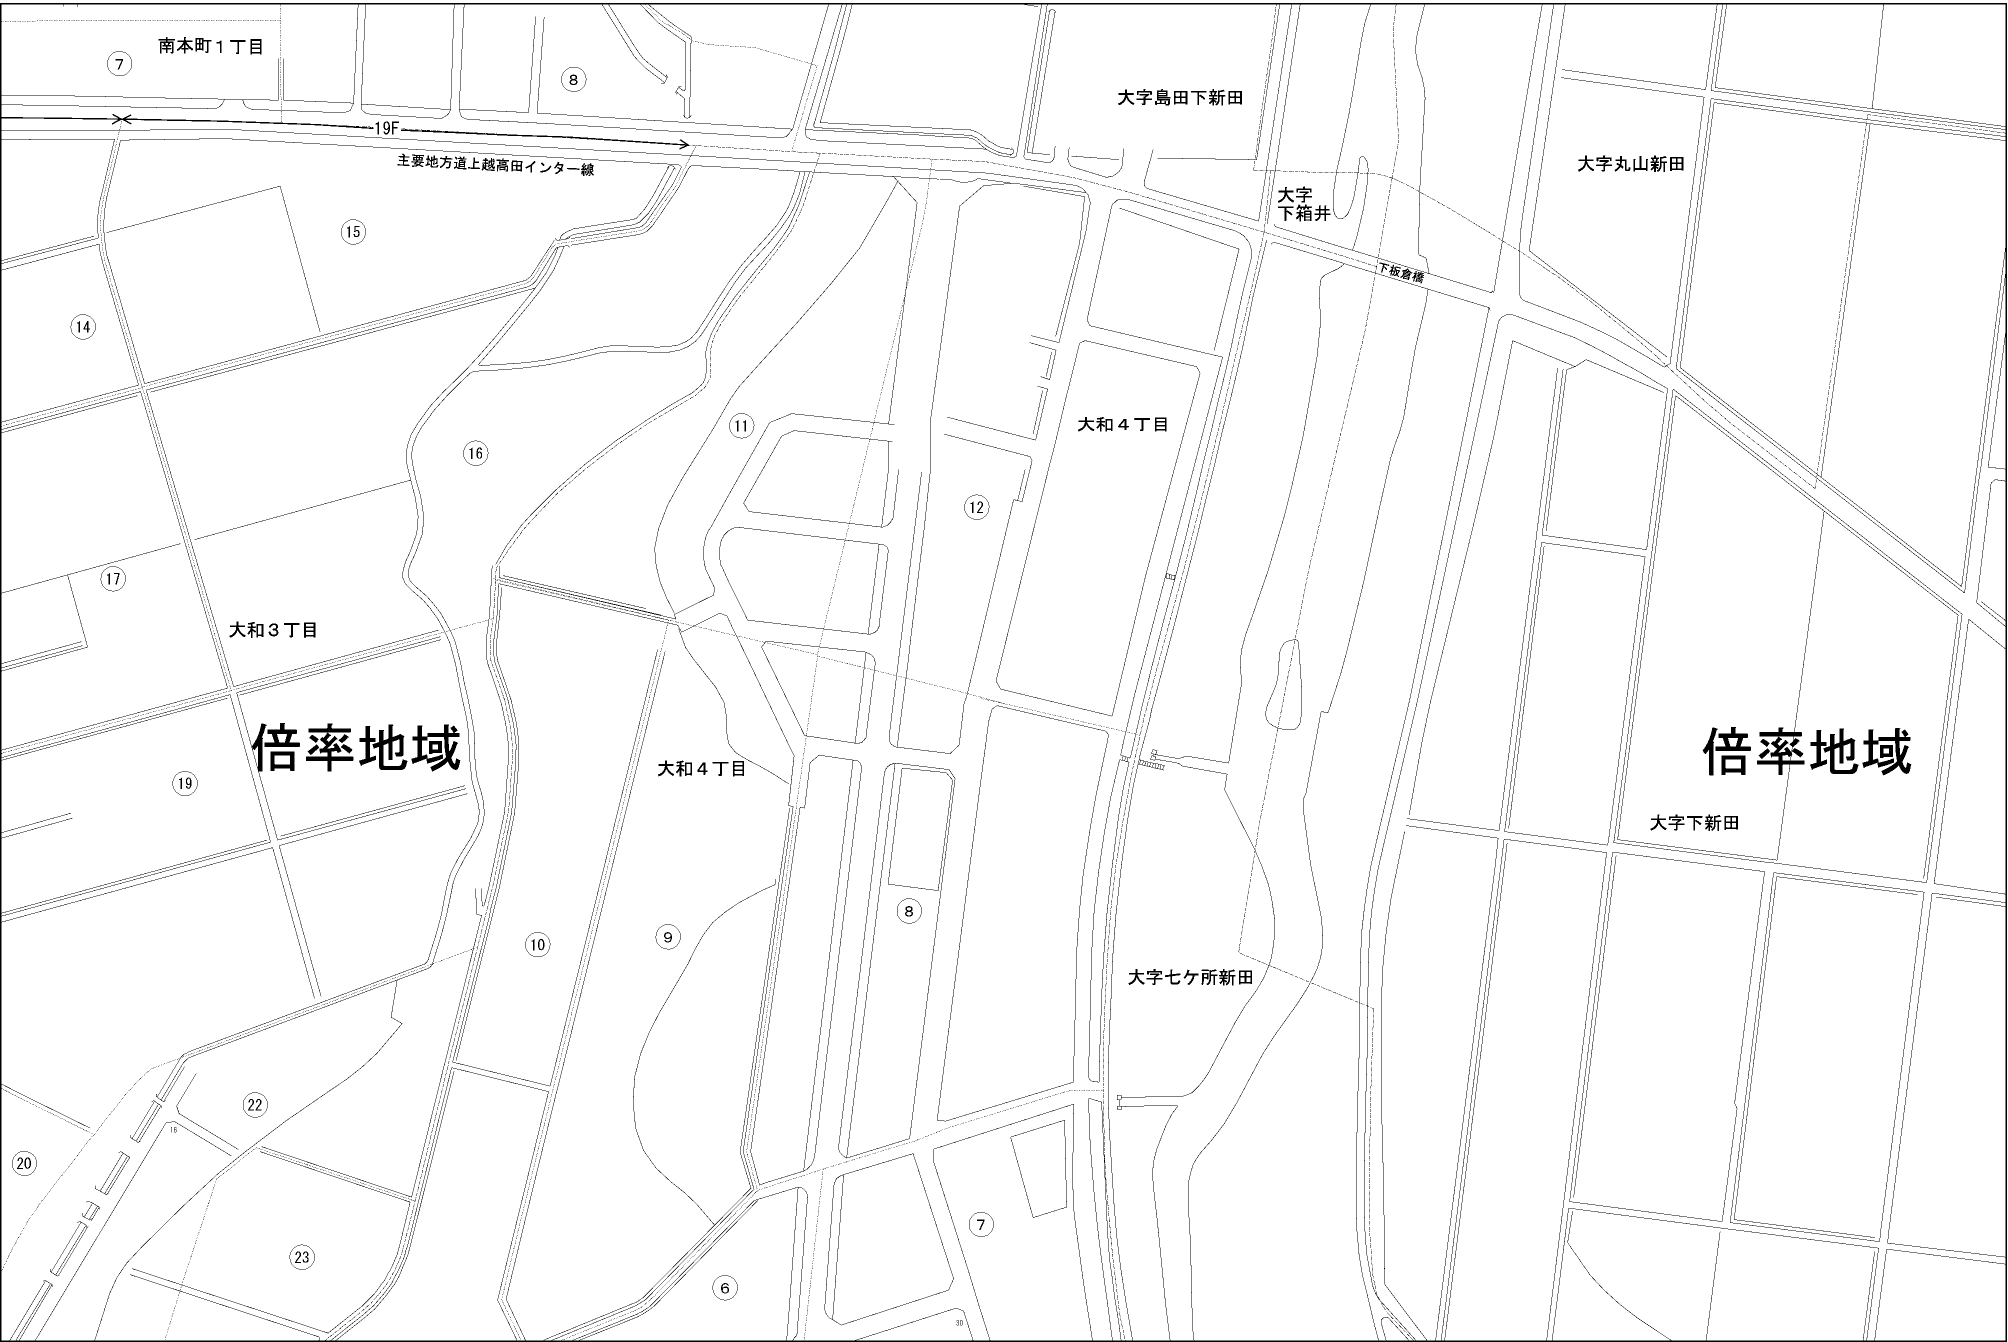 南本町１丁目
7
8
大字島田下新田
19F
主要地方道上越高田インター線
大字丸山新田
大字
下箱井
15
下板倉橋
14
11
大和４丁目
16
12
17
大和３丁目
倍率地域
倍率地域
大和４丁目
19
大字下新田
8
9
10
大字七ケ所新田
22
16
20
7
23
6
30